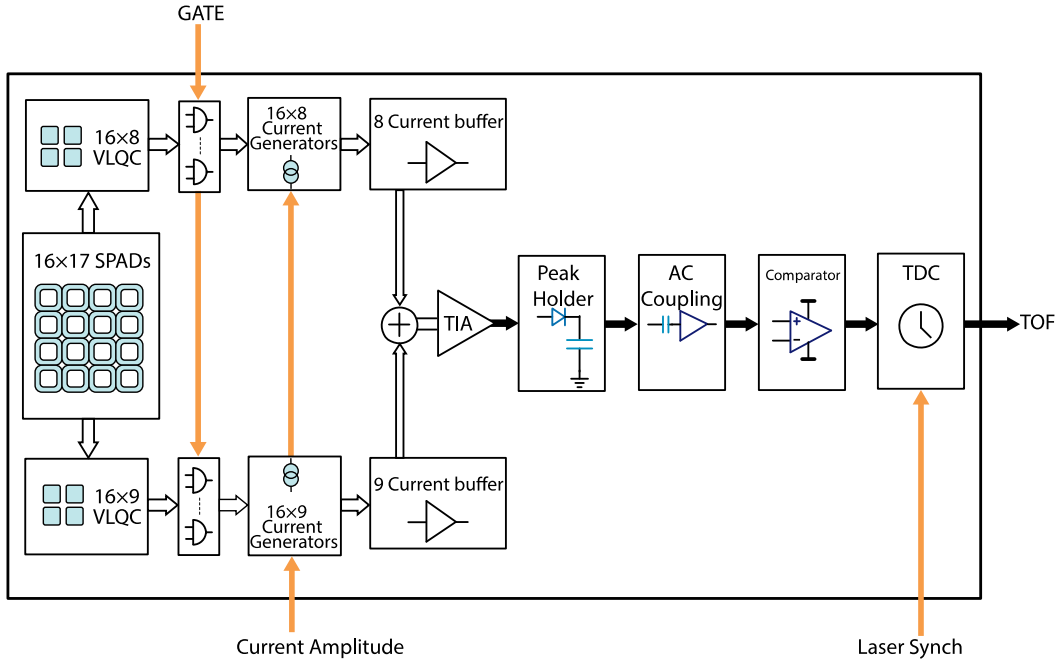 GATE
16×8
VLQC
16×8
Current
Generators
8 Current buffer
16×17 SPADs
TIA
Peak
Holder
AC
Coupling
Comparator
TDC
TOF
16×9
VLQC
16×9
Current
Generators
9 Current buffer
Current Amplitude
Laser Synch